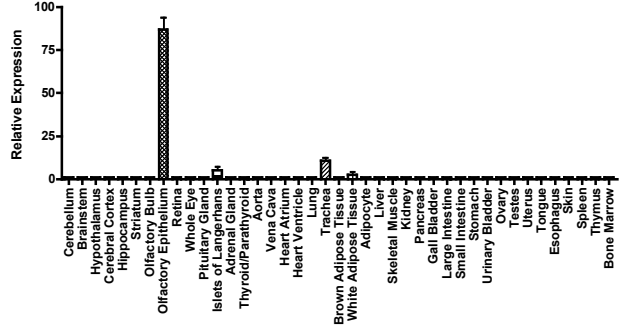 Relative Expression
100
75
50
25
0
Cerebellum
Brainstem
Hypothalamus
Cerebral Cortex
Hippocampus
Striatum
Olfactory Bulb
Olfactory Epithelium
Retina
Whole Eye
Pituitary Gland
Islets of Langerhans
Adrenal Gland
Thyroid/Parathyroid
Aorta
Vena Cava
Heart Atrium
Heart Ventricle
Lung
Trachea
Brown Adipose Tissue
White Adipose Tissue
Adipocyte
Liver
Skeletal Muscle
Kidney
Pancreas
Gall Bladder
Large Intestine
Small Intestine
Stomach
Urinary Bladder
Ovary
Testes
Uterus
Tongue
Esophagus
Skin
Spleen
Thymus
Bone Marrow